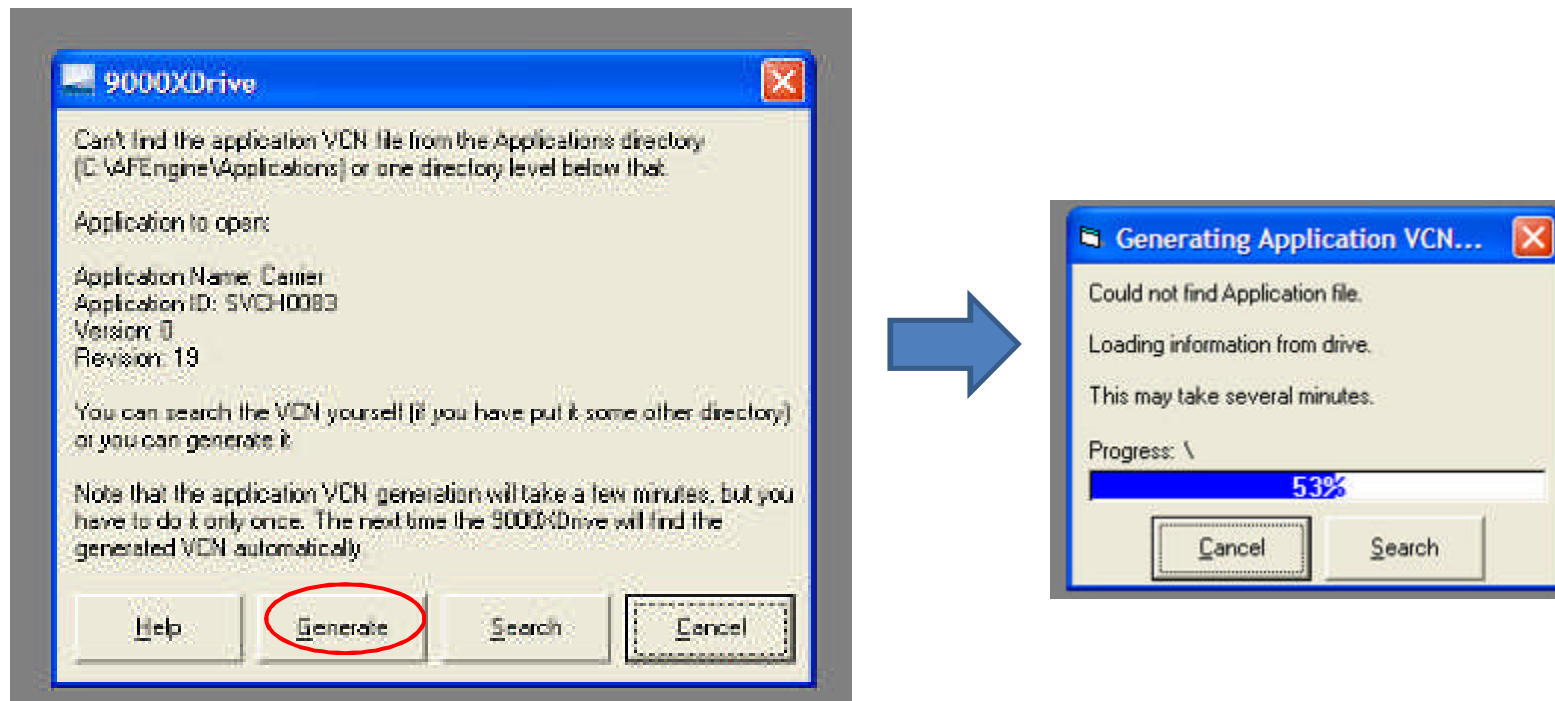 9000XDrive
Can't find the application VCN file from the Applications directory
(C:\AFEngine\Applications) or one directory level below that.
Application to open:
Application Name: Carrier
Application ID: SVCH0083
Version: 0
Revision: 19
You can search the VCN yourself (if you have put it some other directory)
or you can generate it.
Note that the application VCN generation will take a few minutes, but you
have to do it only once. The next time the 9000XDrive will find the
generated VCN automatically.
Help Generate Search Cancel
Generating Application VCN...
Could not find Application file.
Loading information from drive.
This may take several minutes.
Progress: \
53%
Cancel Search